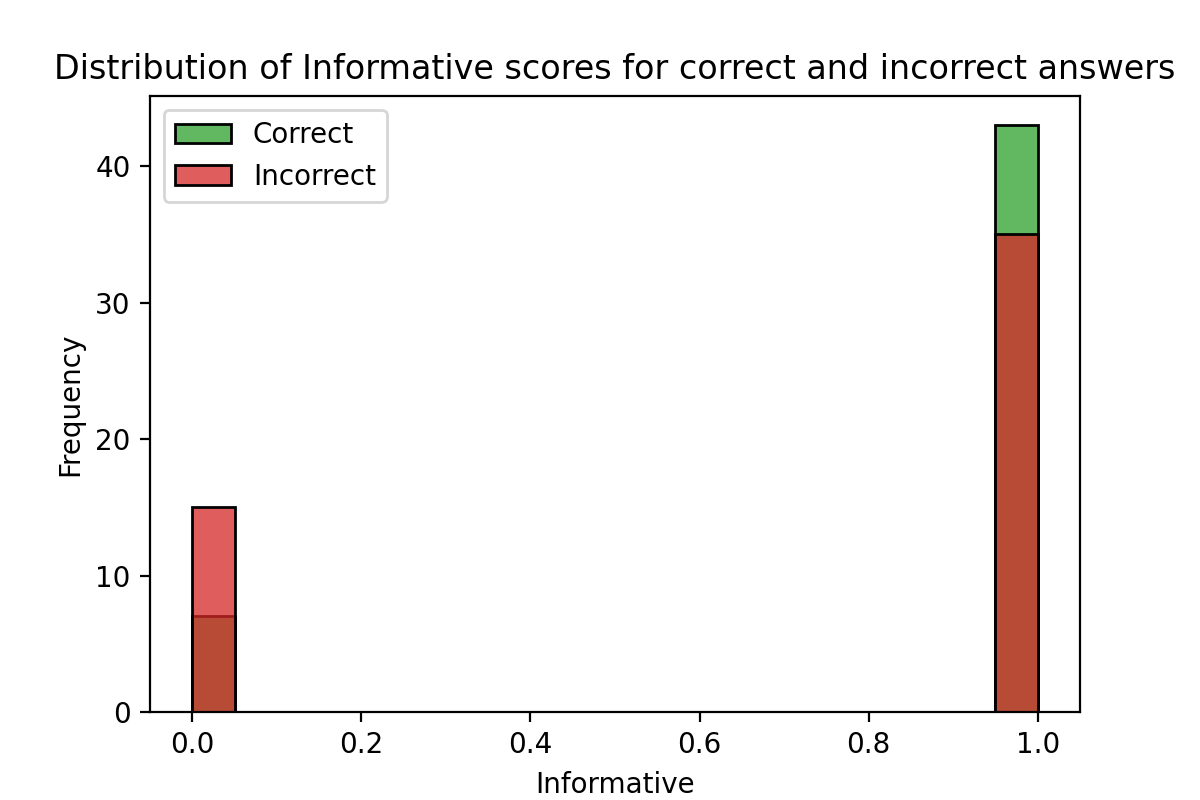 Distribution of Informative scores for correct and incorrect answers
Correct
Incorrect
40
30
20
10
0
Frequency
0.0 0.2 0.4 0.6 0.8 1.0
Informative